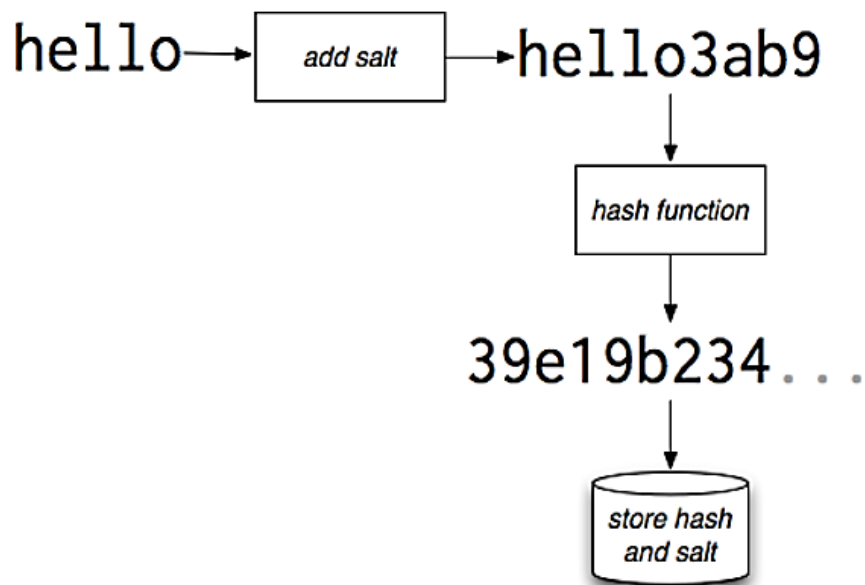 hello
add salt
hello3ab9
hash function
39e19b234...
store hash
and salt